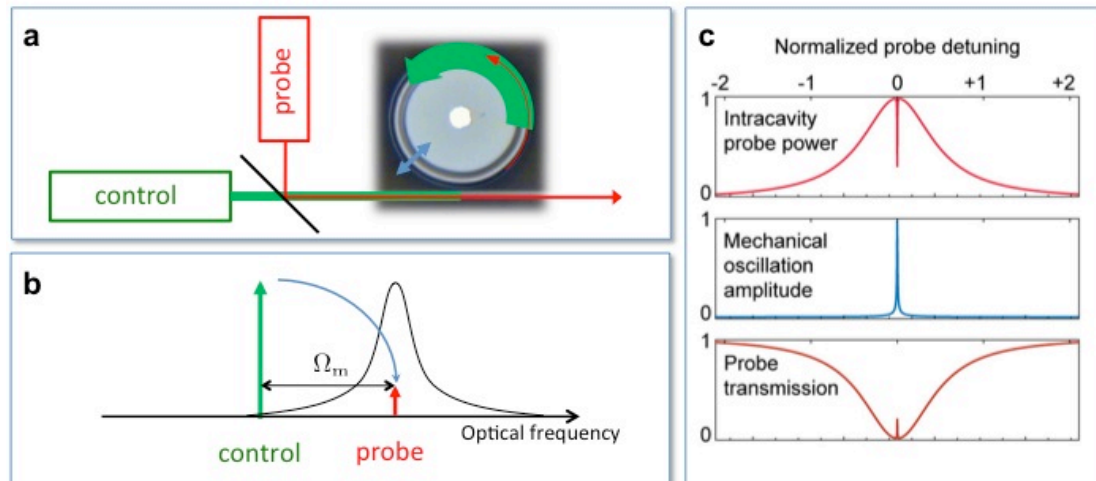 a
probe
control
b
Ωm
Optical frequency
control
probe
c
Normalized probe detuning
-2 -1 0 +1 +2
1
Intracavity
probe power
0
1
Mechanical
oscillation
amplitude
0
1
Probe
transmission
0